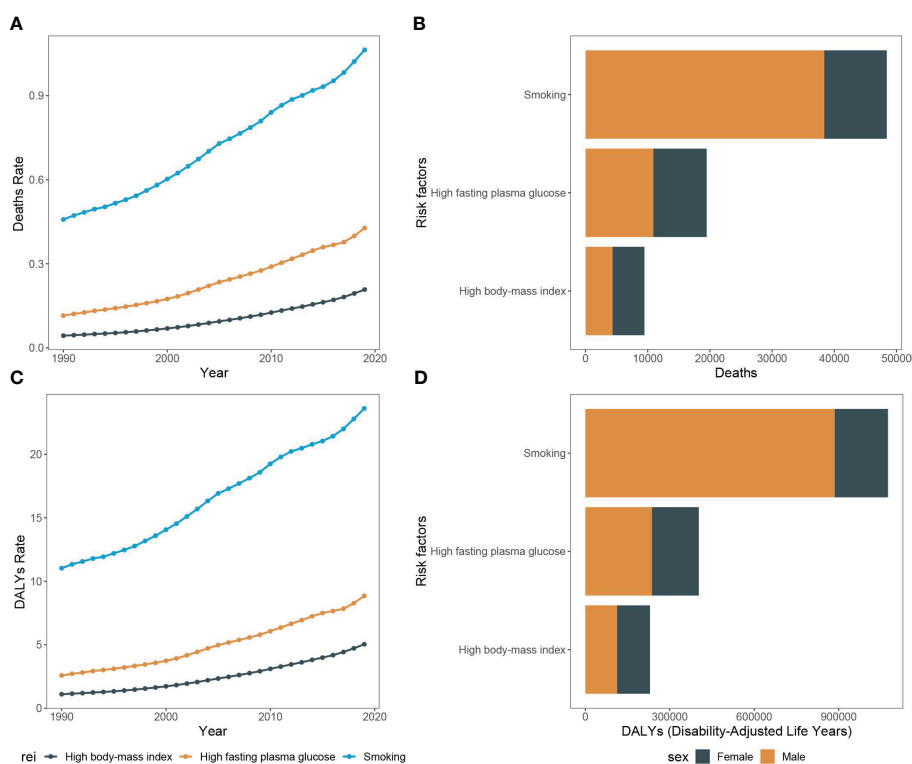 A
0.9
0.6
0.3
0.0
Deaths Rate
1990
2000
2010
2020
Year
B
Risk factors
Smoking
High fasting plasma glucose
High body-mass index
0
10000
20000
30000
40000
50000
Deaths
C
20
15
10
5
0
DALYs Rate
1990
2000
2010
2020
Year
D
Risk factors
Smoking
High fasting plasma glucose
High body-mass index
0
300000
600000
900000
DALYs (Disability-Adjusted Life Years)
rei High body-mass index High fasting plasma glucose Smoking
sex Female Male